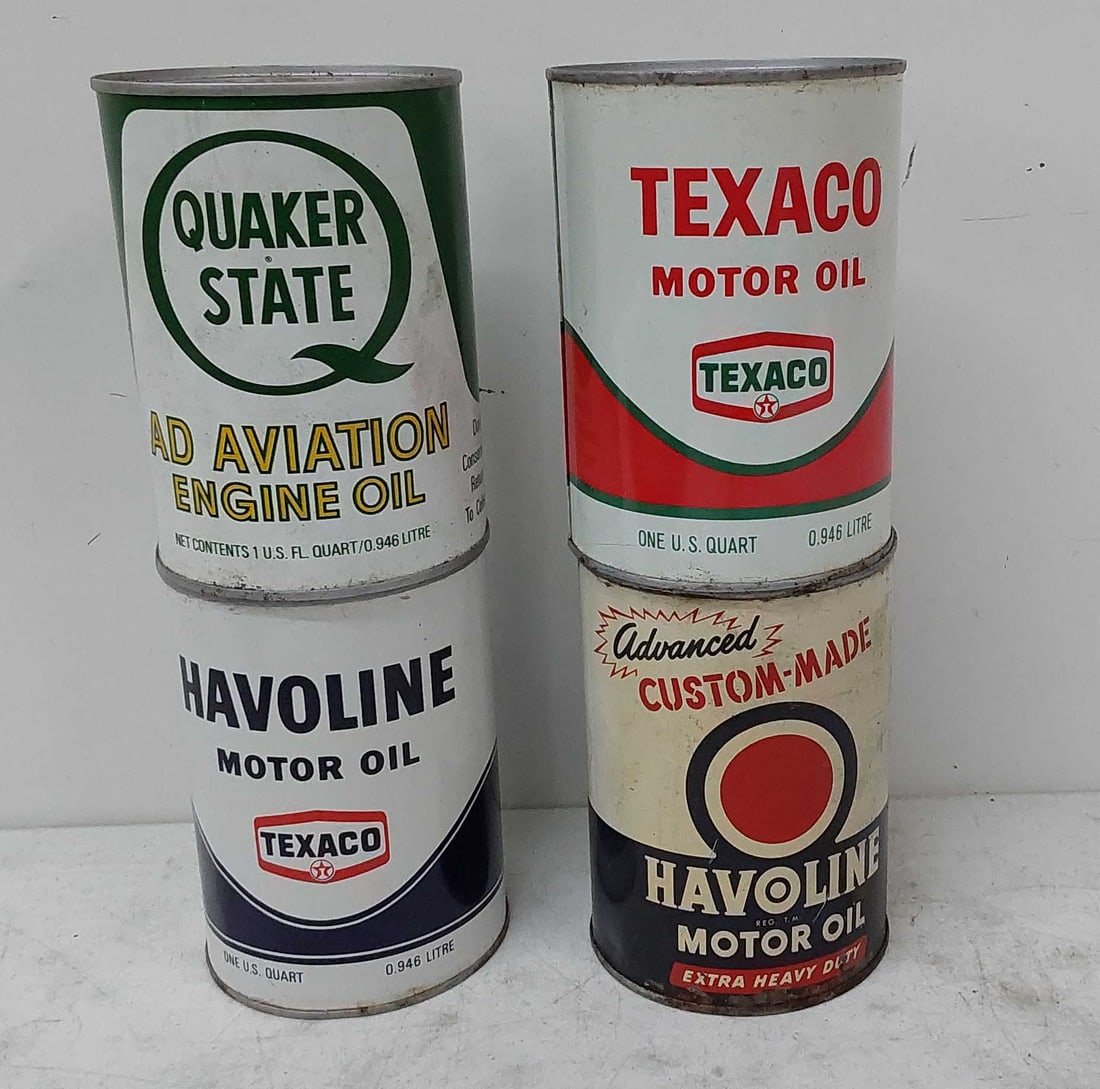 QUAKER
STATE
®
AD AVIATION
ENGINE OIL
NET CONTENTS 1 U.S. FL. QUART/0.946 LITRE
To
TEXACO
MOTOR OIL
TEXACO
T
ONE U.S. QUART 0.946 LITRE
HAVOLINE
MOTOR OIL
TEXACO
T
ONE U.S. QUART 0.946 LITRE
Advanced
CUSTOM-MADE
HAVOLINE
REG. T.M.
MOTOR OIL
EXTRA HEAVY DUTY